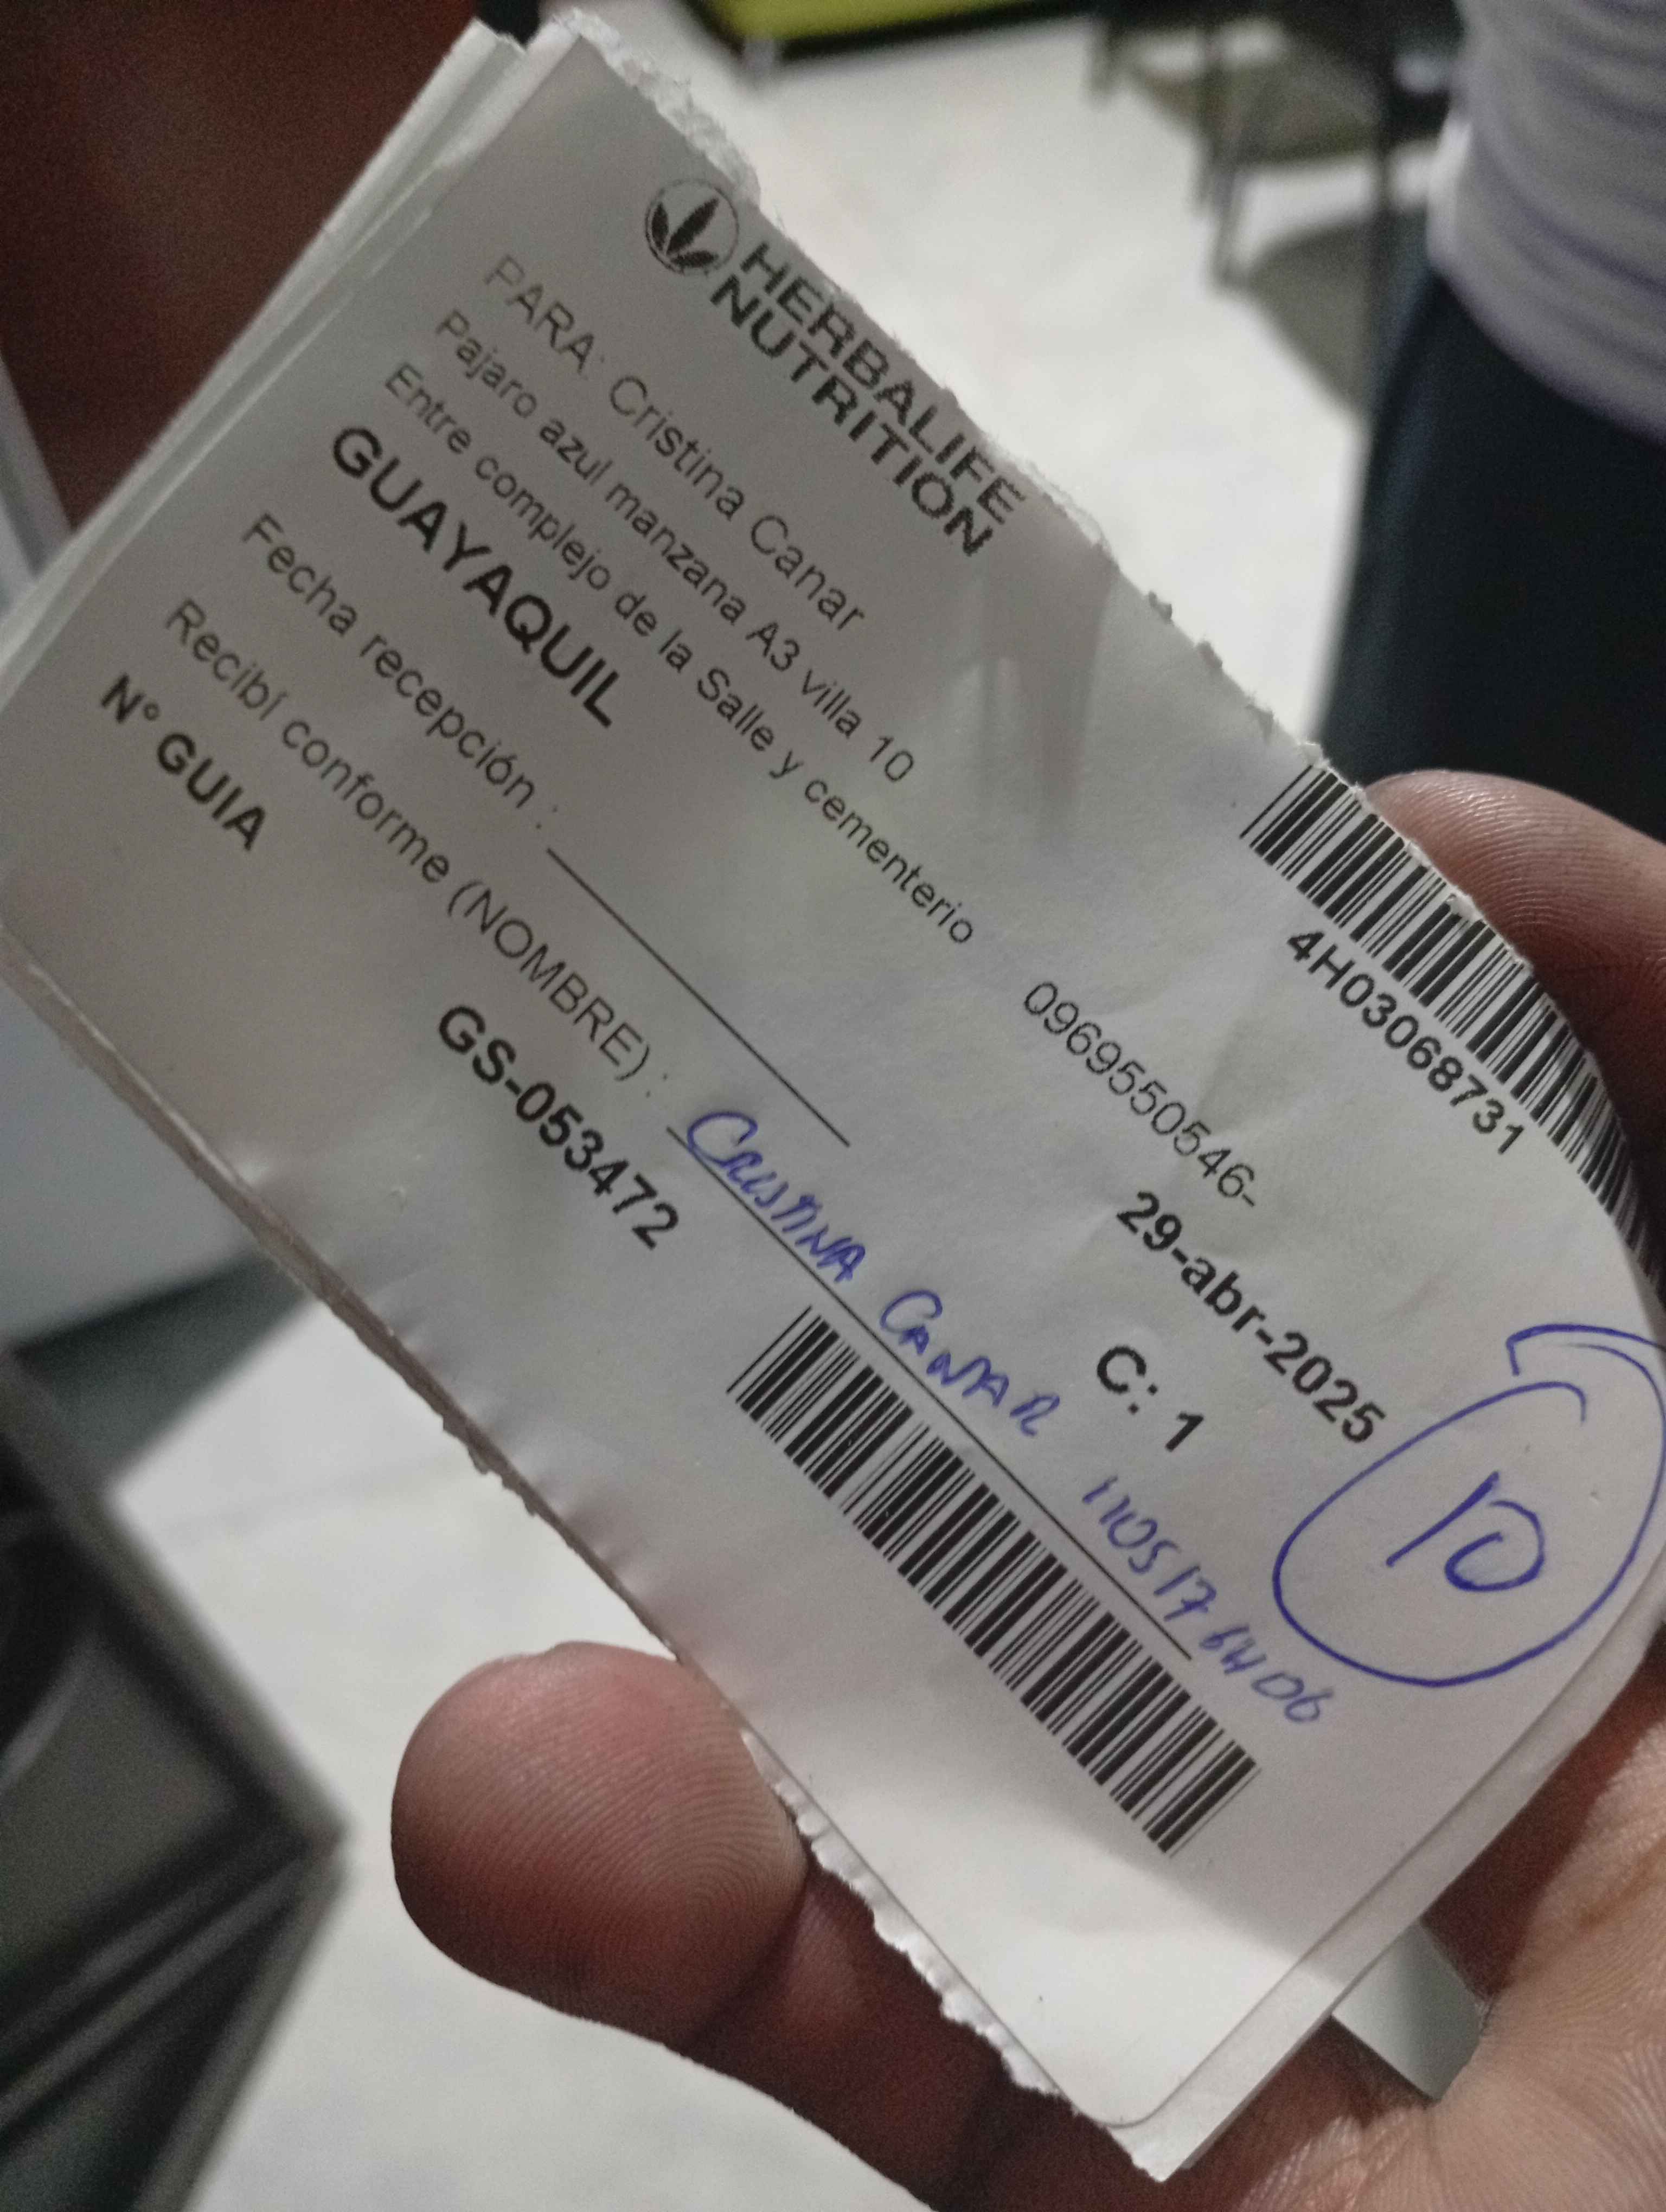 HERBALIFE
NUTRITION
4H03068731
PARA: Cristina Canar
Pajaro azul manzana A3 villa 10
Entre complejo de la Salle y cementerio 0969550546-
GUAYAQUIL 29-abr-2025
Fecha recepción : C: 1
10
Recibí conforme (NOMBRE) : CRISTINA CANAR
N° GUIA GS-053472